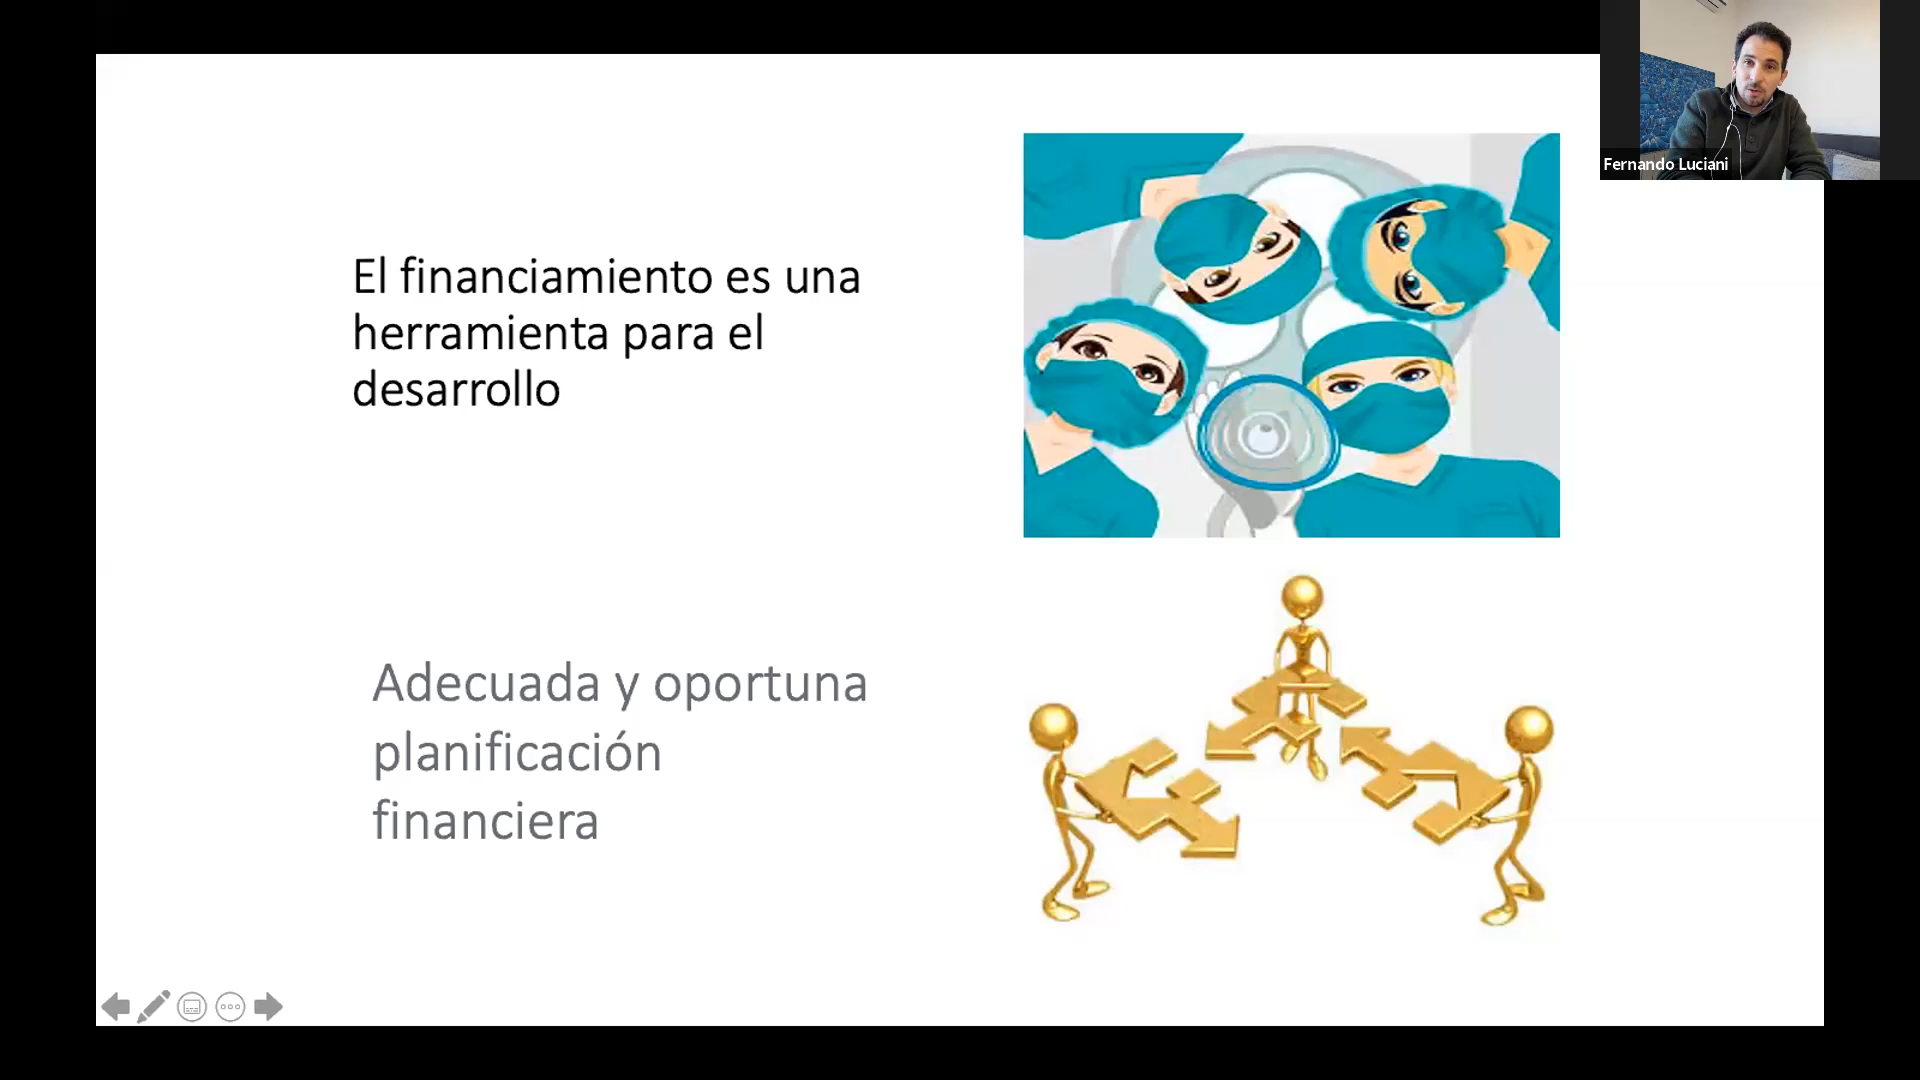 El financiamiento es una
herramienta para el
desarrollo
Adecuada y oportuna
planificación
financiera
Fernando Luciani